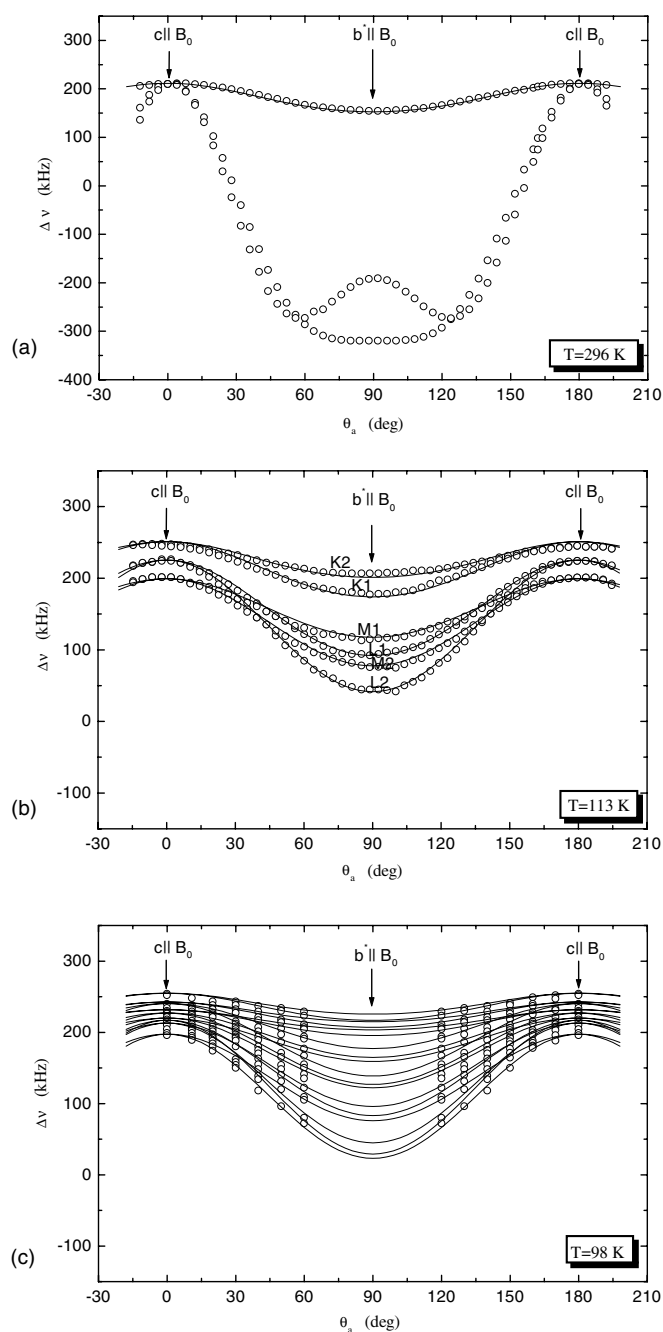 c|| B0 b*|| B0 c|| B0
300
200
100
0
-100
-200
-300
-400
Δν (kHz)
(a)
T=296 K
-30 0 30 60 90 120 150 180 210
θa (deg)
c|| B0 b*|| B0 c|| B0
300
200
100
0
-100
Δν (kHz)
K2
K1
M1
L1
M2
L2
(b)
T=113 K
-30 0 30 60 90 120 150 180 210
θa (deg)
c|| B0 b*|| B0 c|| B0
300
200
100
0
-100
Δν (kHz)
(c)
T=98 K
-30 0 30 60 90 120 150 180 210
θa (deg)